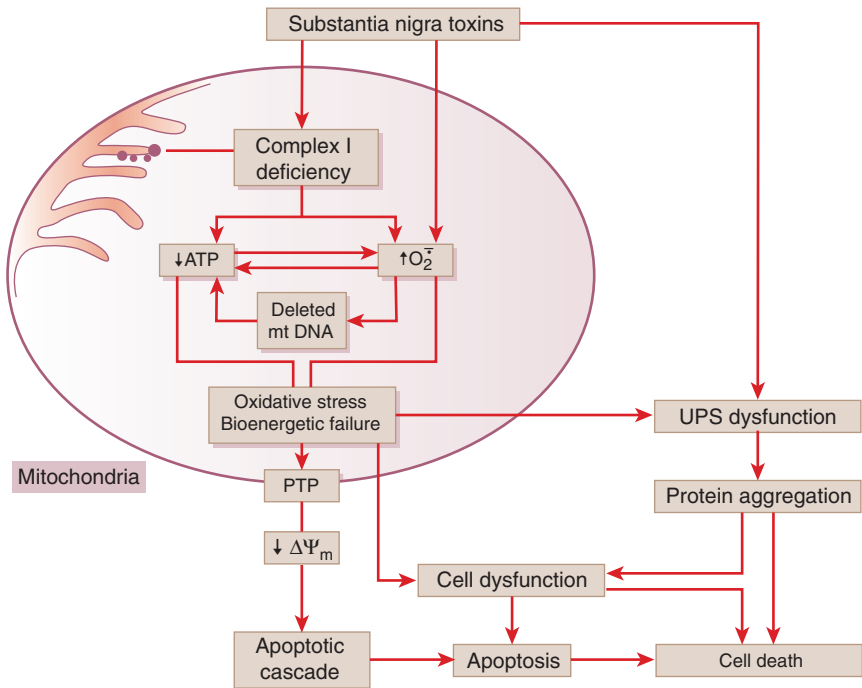 Substantia nigra toxins
Complex I
deficiency
↓ATP
↑O₂⨪
Deleted
mt DNA
Oxidative stress
Bioenergetic failure
UPS dysfunction
Mitochondria
PTP
Protein aggregation
↓ ΔΨm
Cell dysfunction
Apoptotic
cascade
Apoptosis
Cell death